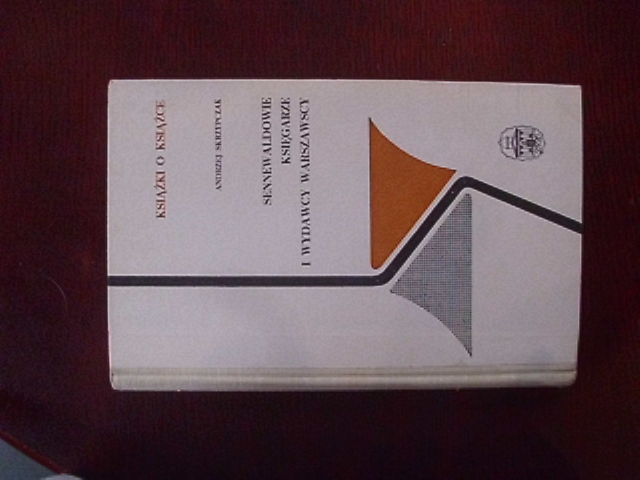 KSIĄŻKI O KSIĄŻCE
ANDRZEJ SKRZYPCZAK
SENNEWALDOWIE
KSIĘGARZE
I WYDAWCY WARSZAWSCY